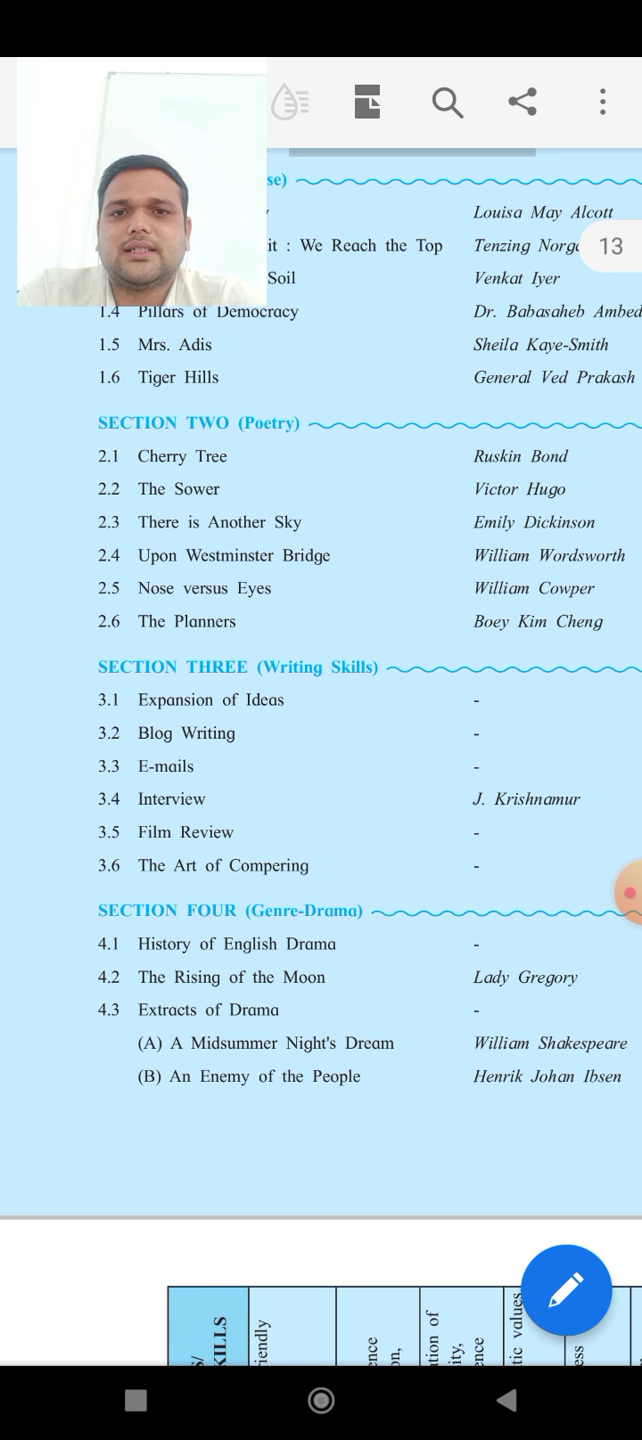 se)
Louisa May Alcott
it : We Reach the Top Tenzing Norga
13
Soil Venkat Iyer
1.4 Pillars of Democracy Dr. Babasaheb Ambed
1.5 Mrs. Adis Sheila Kaye-Smith
1.6 Tiger Hills General Ved Prakash
SECTION TWO (Poetry)
2.1 Cherry Tree Ruskin Bond
2.2 The Sower Victor Hugo
2.3 There is Another Sky Emily Dickinson
2.4 Upon Westminster Bridge William Wordsworth
2.5 Nose versus Eyes William Cowper
2.6 The Planners Boey Kim Cheng
SECTION THREE (Writing Skills)
3.1 Expansion of Ideas -
3.2 Blog Writing -
3.3 E-mails -
3.4 Interview J. Krishnamur
3.5 Film Review -
3.6 The Art of Compering -
SECTION FOUR (Genre-Drama)
4.1 History of English Drama -
4.2 The Rising of the Moon Lady Gregory
4.3 Extracts of Drama -
(A) A Midsummer Night's Dream William Shakespeare
(B) An Enemy of the People Henrik Johan Ibsen
S/
KILLS
riendly
ence
on,
tion of
ity,
ence
tic values
ess